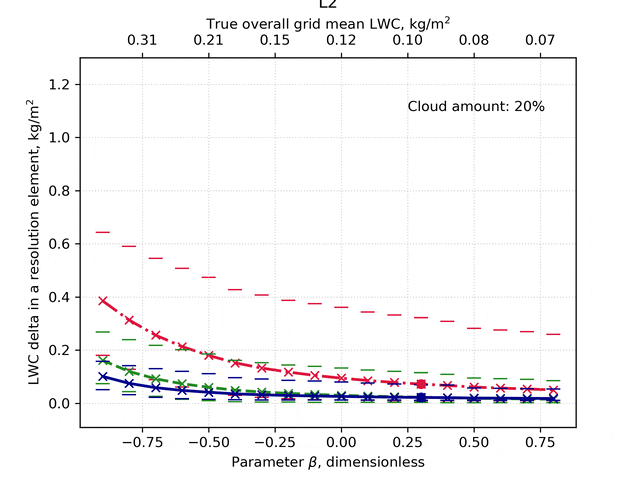 L2
True overall grid mean LWC, kg/m²
0.31 0.21 0.15 0.12 0.10 0.08 0.07
Cloud amount: 20%
LWC delta in a resolution element, kg/m²
1.2
1.0
0.8
0.6
0.4
0.2
0.0
−0.75 −0.50 −0.25 0.00 0.25 0.50 0.75
Parameter β, dimensionless